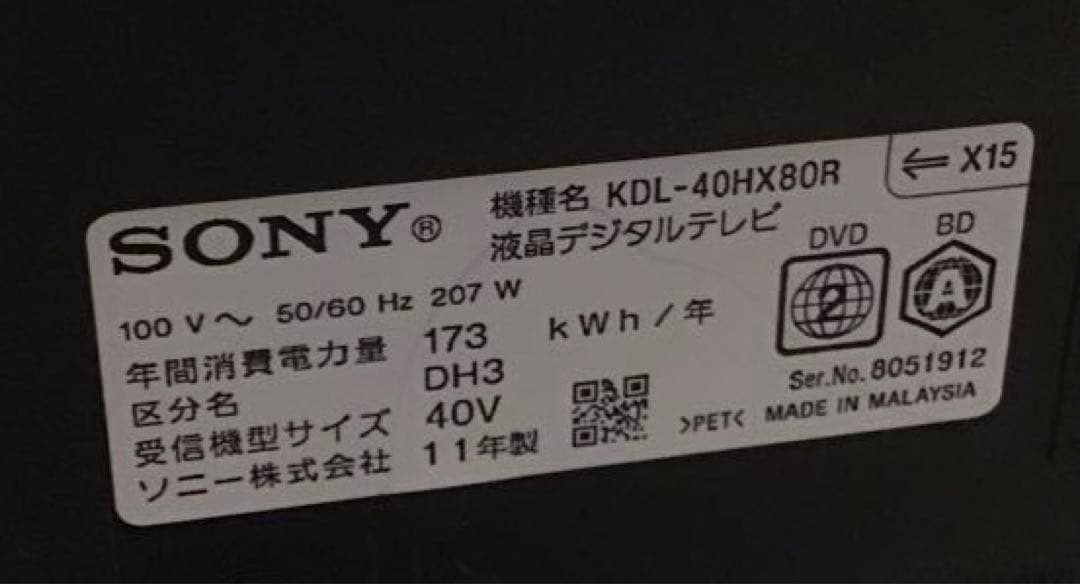 SONY®
機種名 KDL-40HX80R
⇐ X15
液晶デジタルテレビ
DVD
2
BD
A
100 V～ 50/60 Hz 207 W
年間消費電力量 173 kWh/年
区分名 DH3
受信機型サイズ 40V
ソニー株式会社 11年製
>PET<
Ser.No. 8051912
MADE IN MALAYSIA